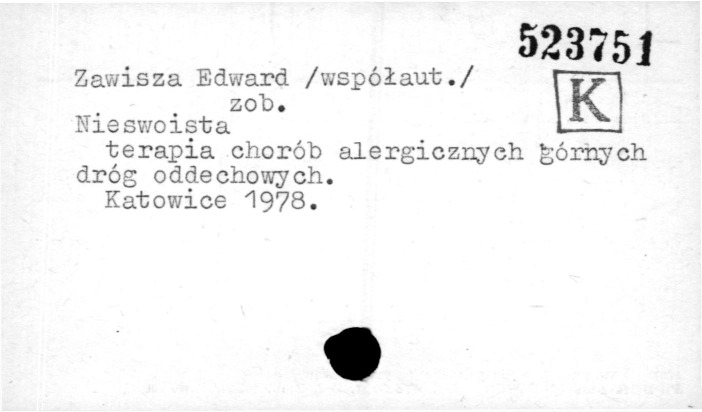 523751
Zawisza Edward /współaut./
K
zob.
Nieswoista
terapia chorób alergicznych górnych
dróg oddechowych.
Katowice 1978.